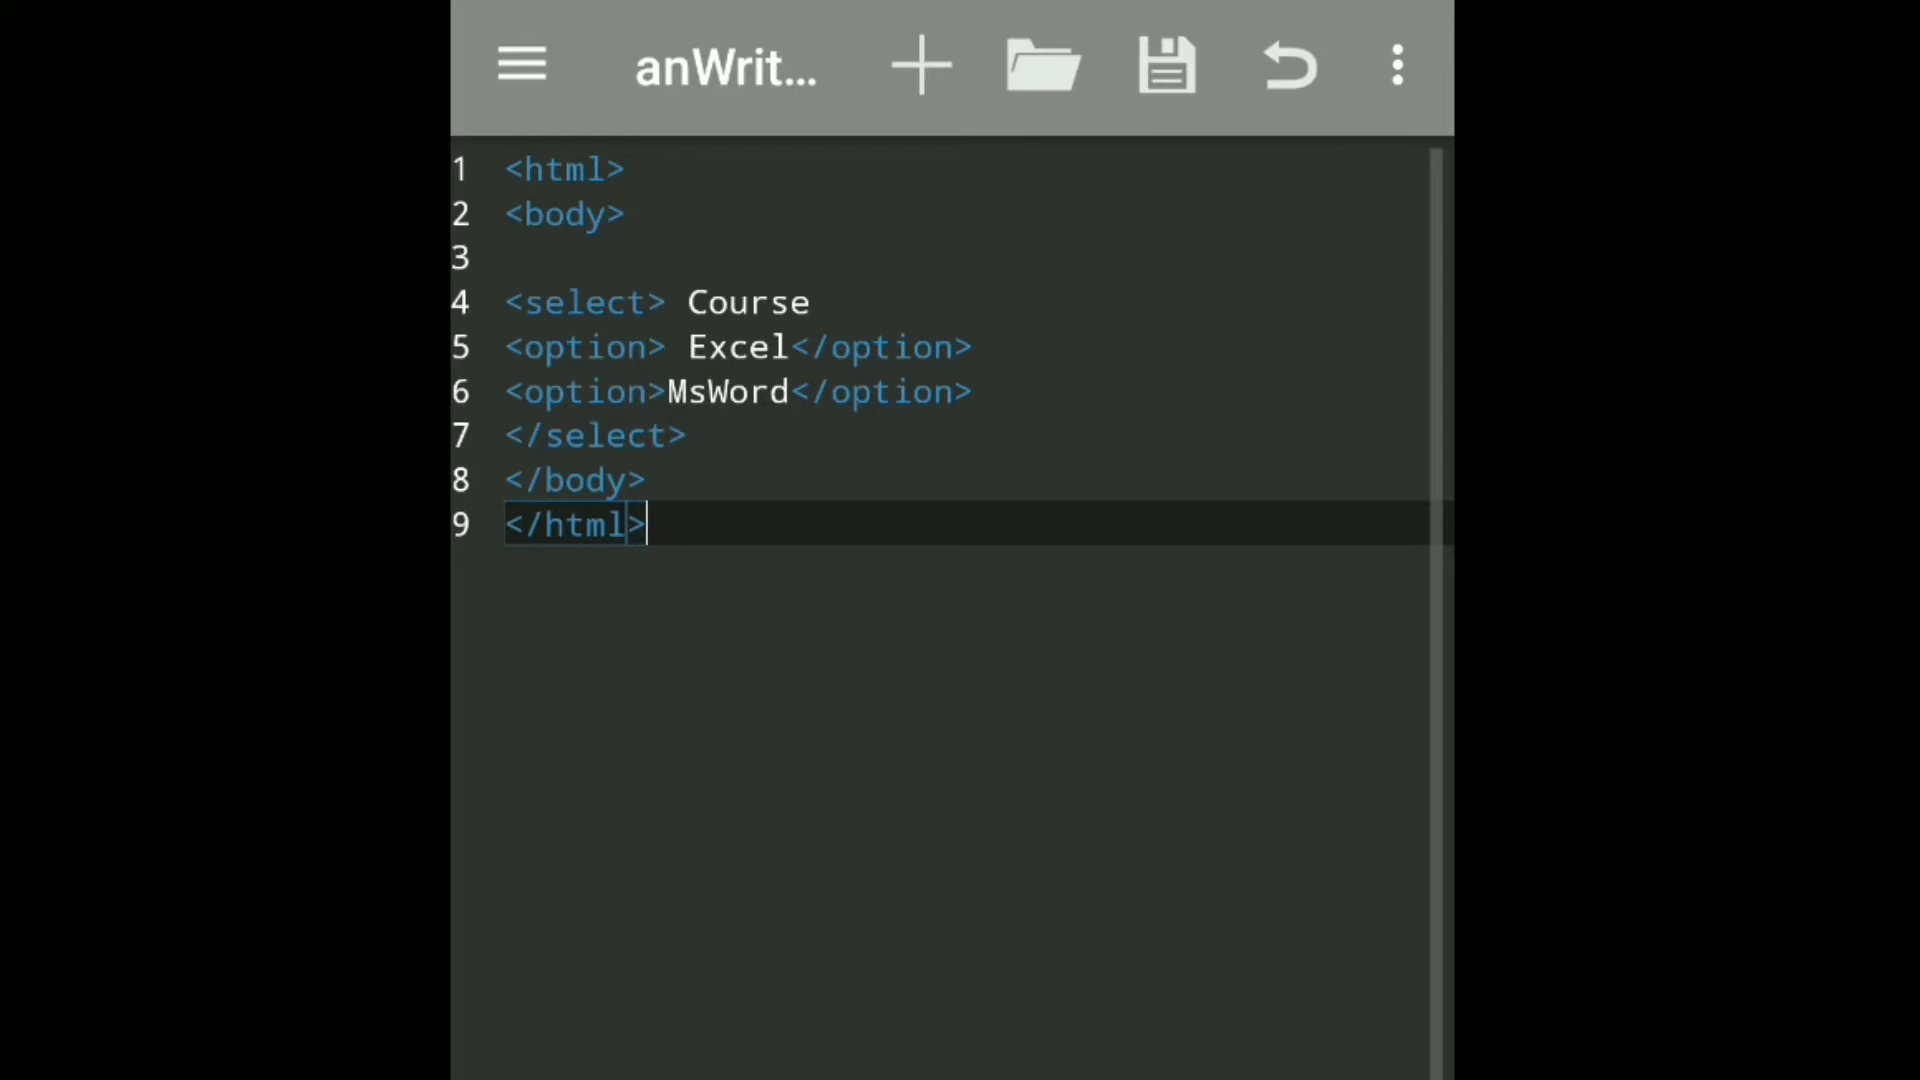 anWrit...
1 <html>
2 <body>
3
4 <select> Course
5 <option> Excel</option>
6 <option>MsWord</option>
7 </select>
8 </body>
9 </html>